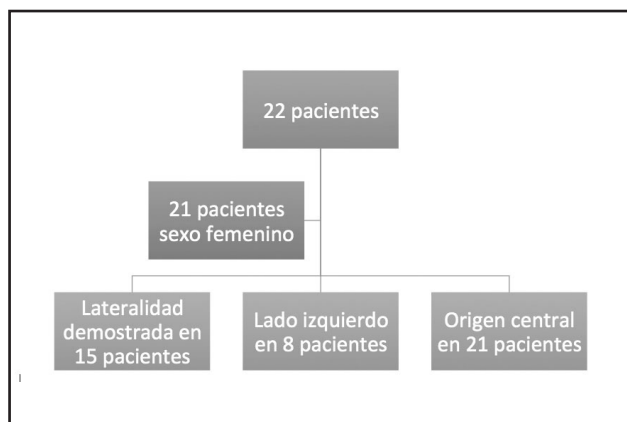 22 pacientes
21 pacientes
sexo femenino
Lateralidad
demostrada en
15 pacientes
Lado izquierdo
en 8 pacientes
Origen central
en 21 pacientes